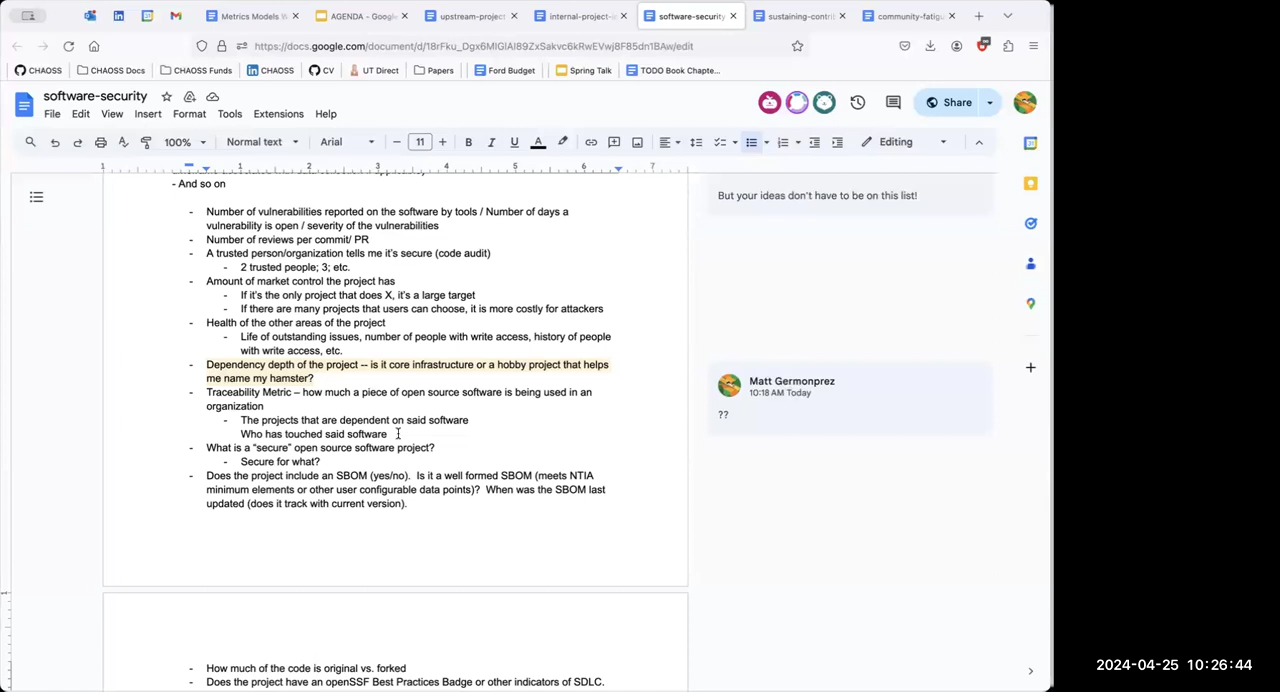 Metrics Models W
AGENDA - Google
upstream-project
internal-project-i
software-security
sustaining-contri
community-fatigu
https://docs.google.com/document/d/18rFku_Dgx6MIGIAI89ZxSakvc6kRwEVwj8F85dn1BAw/edit
CHAOSS
CHAOSS Docs
CHAOSS Funds
CHAOSS
CV
UT Direct
Papers
Ford Budget
Spring Talk
TODO Book Chapte...
software-security
File Edit View Insert Format Tools Extensions Help
Share
100% Normal text Arial 11 Editing
1 1 2 3 4 5 6 7
- And so on
But your ideas don't have to be on this list!
- Number of vulnerabilities reported on the software by tools / Number of days a
vulnerability is open / severity of the vulnerabilities
- Number of reviews per commit/ PR
- A trusted person/organization tells me it's secure (code audit)
- 2 trusted people; 3; etc.
- Amount of market control the project has
- If it's the only project that does X, it's a large target
- If there are many projects that users can choose, it is more costly for attackers
- Health of the other areas of the project
- Life of outstanding issues, number of people with write access, history of people
with write access, etc.
- Dependency depth of the project -- is it core infrastructure or a hobby project that helps
me name my hamster?
- Traceability Metric – how much a piece of open source software is being used in an
organization
- The projects that are dependent on said software
Who has touched said software
- What is a “secure” open source software project?
- Secure for what?
- Does the project include an SBOM (yes/no). Is it a well formed SBOM (meets NTIA
minimum elements or other user configurable data points)? When was the SBOM last
updated (does it track with current version).
Matt Germonprez
10:18 AM Today
??
- How much of the code is original vs. forked
- Does the project have an openSSF Best Practices Badge or other indicators of SDLC.
2024-04-25 10:26:44